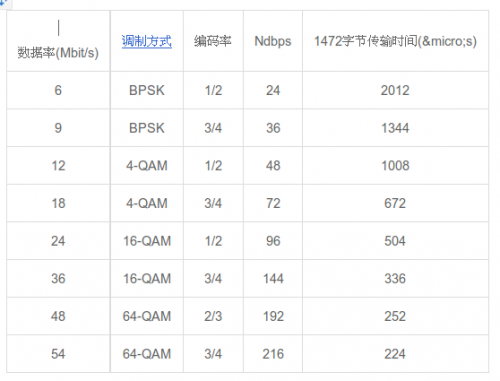 数据率(Mbit/s) 调制方式 编码率 Ndbps 1472字节传输时间(&micro;s)
6 BPSK 1/2 24 2012
9 BPSK 3/4 36 1344
12 4-QAM 1/2 48 1008
18 4-QAM 3/4 72 672
24 16-QAM 1/2 96 504
36 16-QAM 3/4 144 336
48 64-QAM 2/3 192 252
54 64-QAM 3/4 216 224